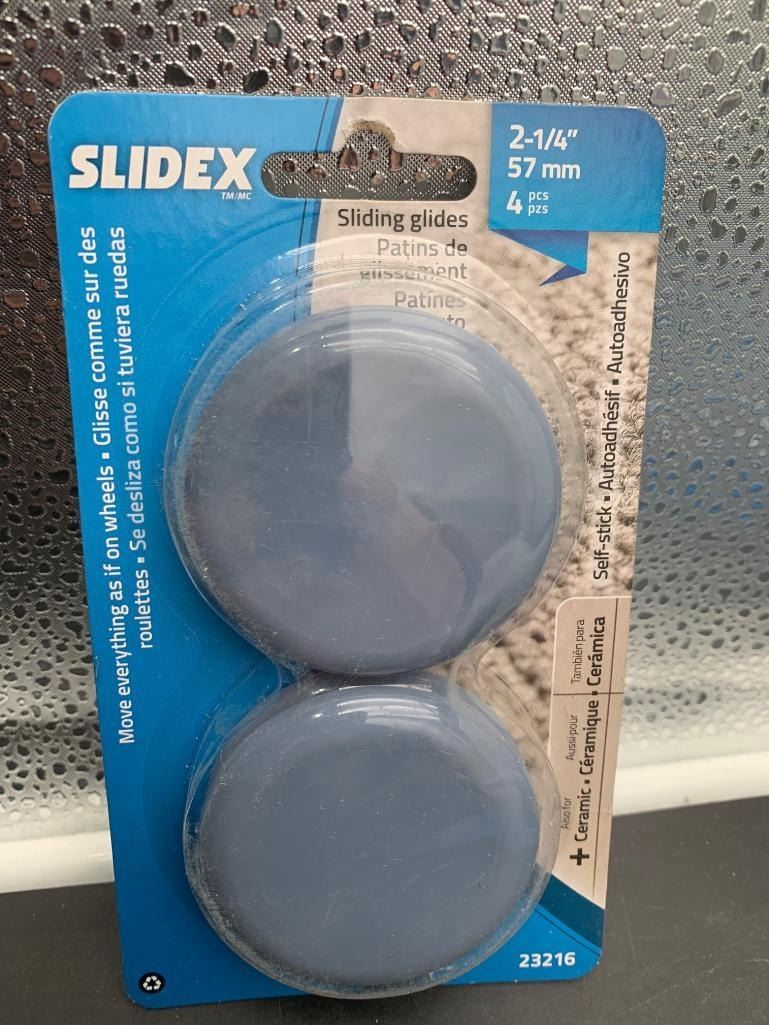 SLIDEX
TM/MC
2-1/4"
57 mm
4 pcs
pzs
Sliding glides
Patins de
glissement
Patines
to
Move everything as if on wheels ▪ Glisse comme sur des
roulettes ▪ Se desliza como si tuviera ruedas
Self-stick ▪ Autoadhésif ▪ Autoadhesivo
Also for Aussi pour También para
+ Ceramic ▪ Céramique ▪ Cerámica
23216